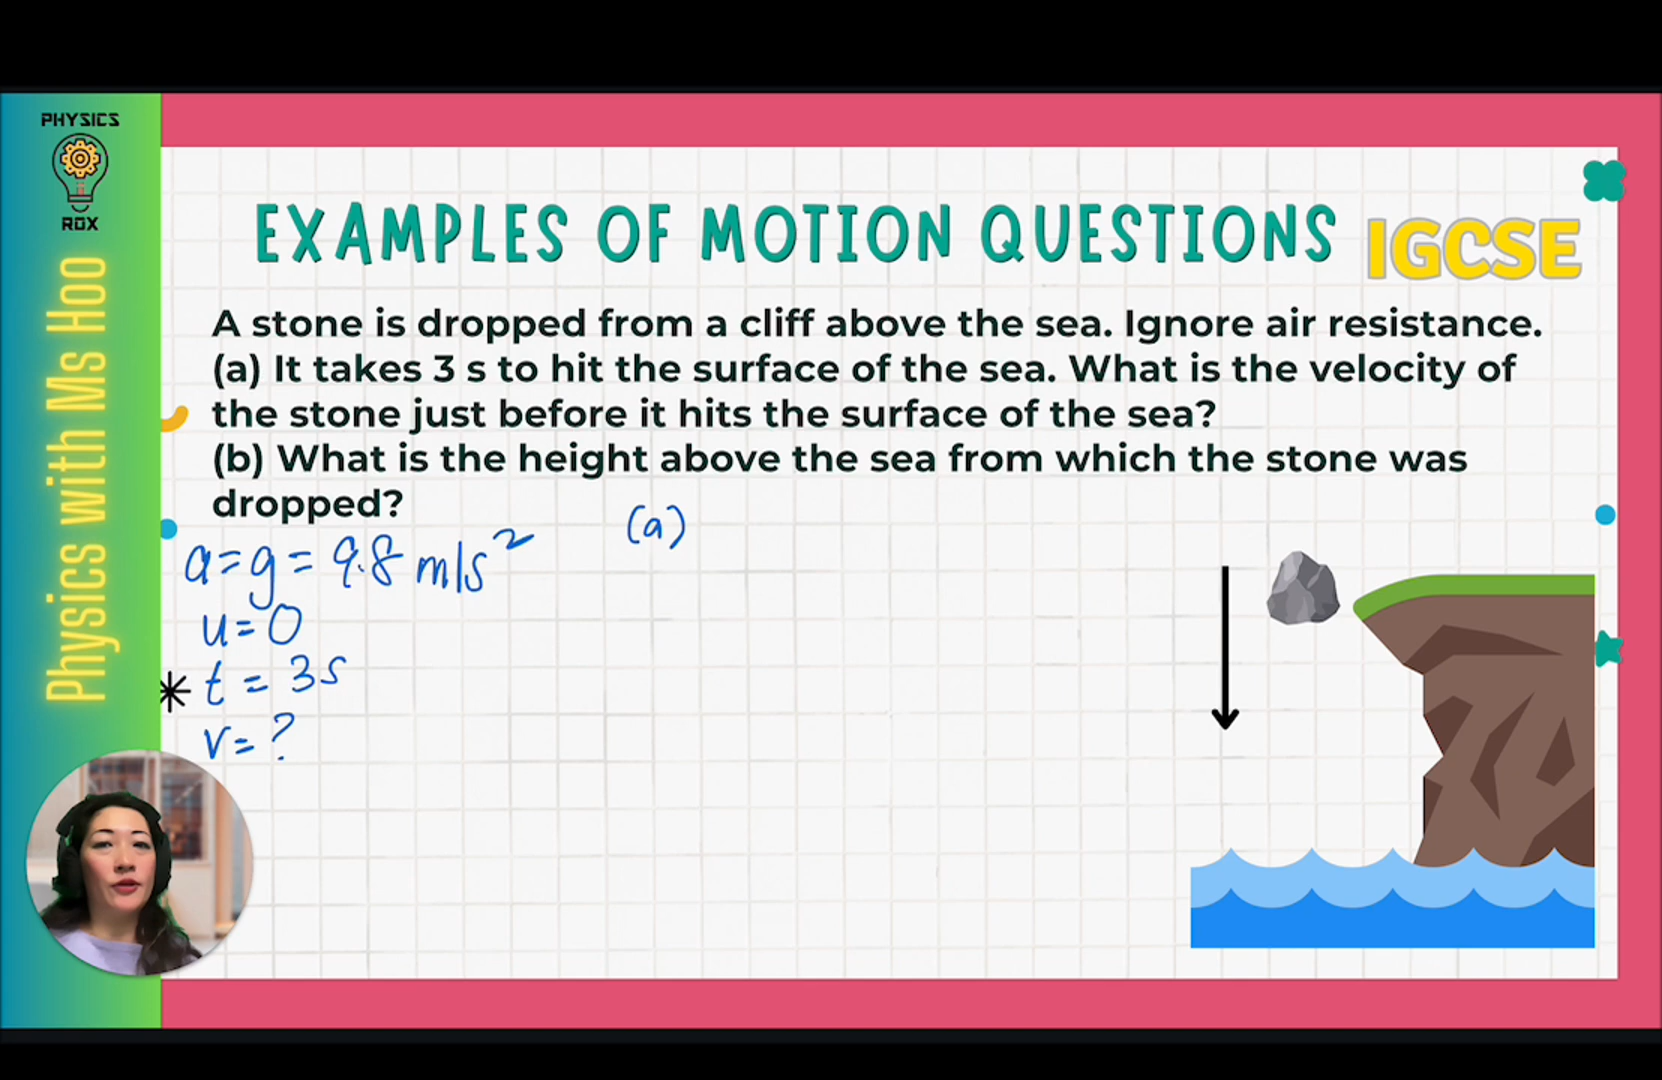 PHYSICS
ROX
Physics with Ms Hoo
EXAMPLES OF MOTION QUESTIONS
IGCSE
A stone is dropped from a cliff above the sea. Ignore air resistance.
(a) It takes 3 s to hit the surface of the sea. What is the velocity of
the stone just before it hits the surface of the sea?
(b) What is the height above the sea from which the stone was
dropped?
a = g = 9.8 m/s²
u = 0
t = 3s
v = ?
(a)